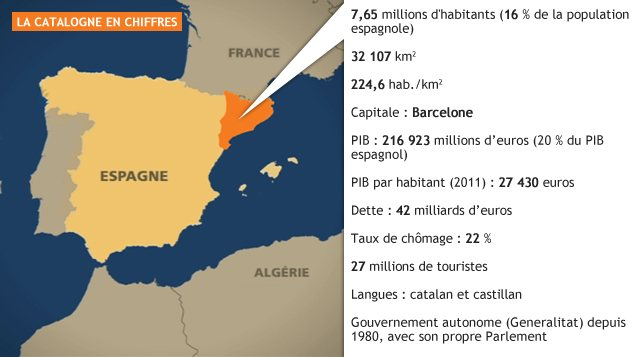 LA CATALOGNE EN CHIFFRES
FRANCE
ESPAGNE
ALGÉRIE
7,65 millions d'habitants (16 % de la population
espagnole)
32 107 km²
224,6 hab./km²
Capitale : Barcelone
PIB : 216 923 millions d’euros (20 % du PIB
espagnol)
PIB par habitant (2011) : 27 430 euros
Dette : 42 milliards d’euros
Taux de chômage : 22 %
27 millions de touristes
Langues : catalan et castillan
Gouvernement autonome (Generalitat) depuis
1980, avec son propre Parlement